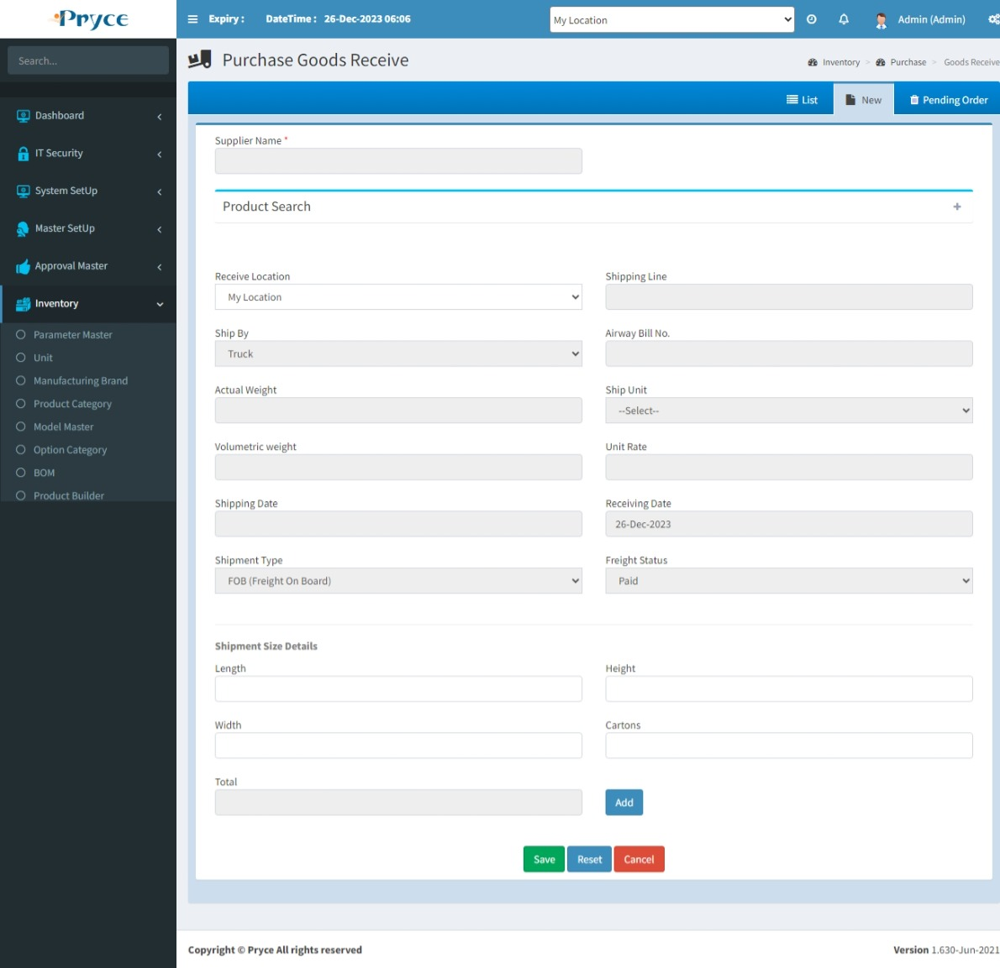 Pryce
Expiry :
DateTime : 26-Dec-2023 06:06
My Location
Admin (Admin)
Search...
Dashboard
IT Security
System SetUp
Master SetUp
Approval Master
Inventory
Parameter Master
Unit
Manufacturing Brand
Product Category
Model Master
Option Category
BOM
Product Builder
Purchase Goods Receive
Inventory > Purchase > Goods Receive
List
New
Pending Order
Supplier Name *
Product Search
+
Receive Location
My Location
Shipping Line
Ship By
Truck
Airway Bill No.
Actual Weight
Ship Unit
--Select--
Volumetric weight
Unit Rate
Shipping Date
Receiving Date
26-Dec-2023
Shipment Type
FOB (Freight On Board)
Freight Status
Paid
Shipment Size Details
Length
Height
Width
Cartons
Total
Add
Save
Reset
Cancel
Copyright © Pryce All rights reserved
Version 1.630-Jun-2021